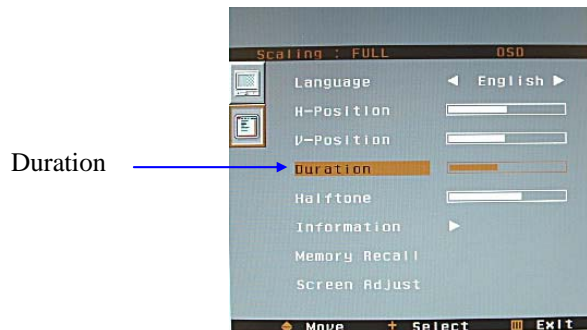 Scaling : FULL OSD
Language ◀ English ▶
H-Position
V-Position
Duration
Duration
Halftone
Information ▶
Memory Recall
Screen Adjust
Move + Select Exit